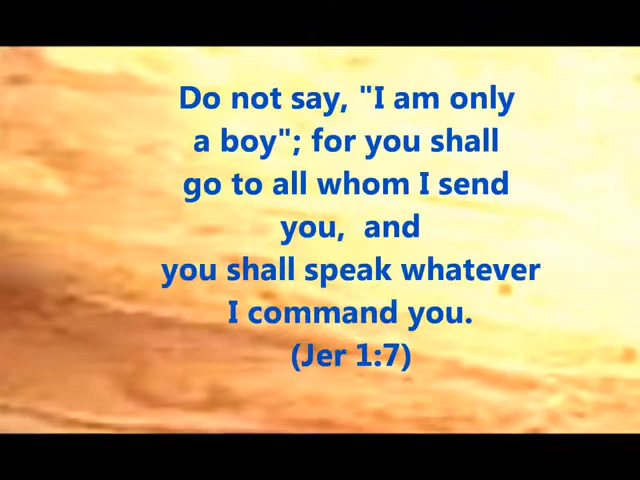 Do not say, "I am only
a boy"; for you shall
go to all whom I send
you,  and
you shall speak whatever
I command you.
(Jer 1:7)